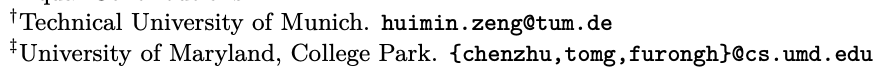 †Technical University of Munich. huimin.zeng@tum.de
‡University of Maryland, College Park. {chenzhu,tomg,furongh}@cs.umd.edu